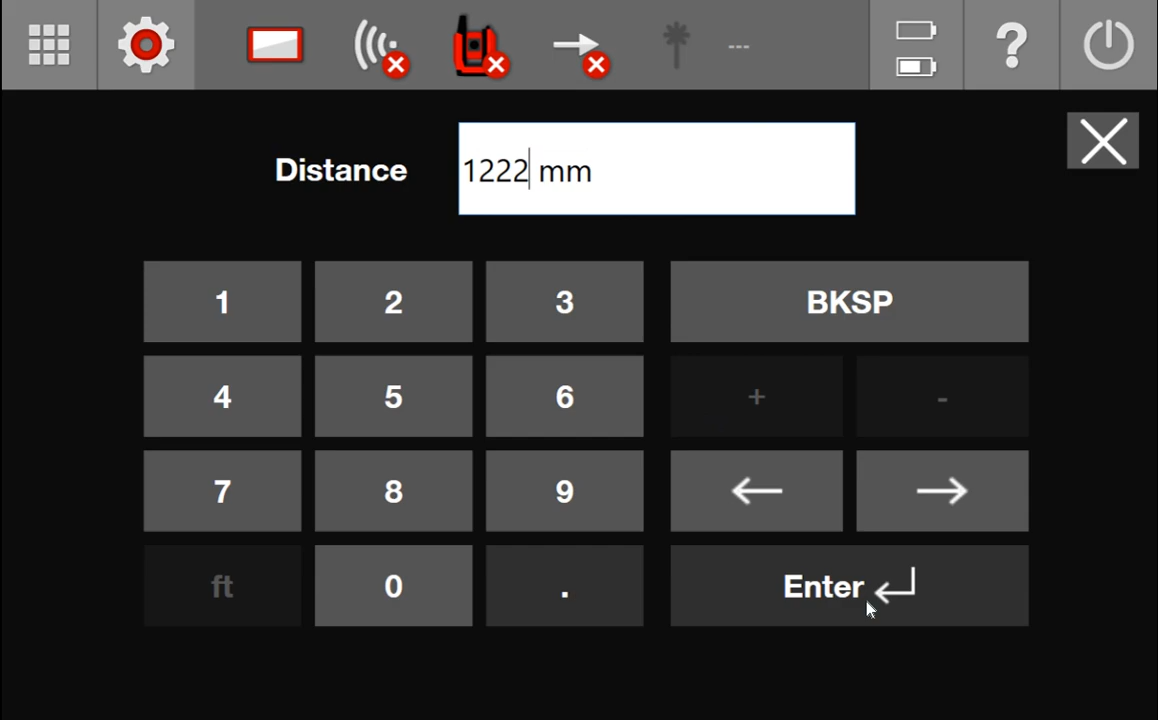 ?
---
Distance 1222 mm
1 2 3 BKSP
4 5 6 + -
7 8 9 ← →
ft 0 . Enter